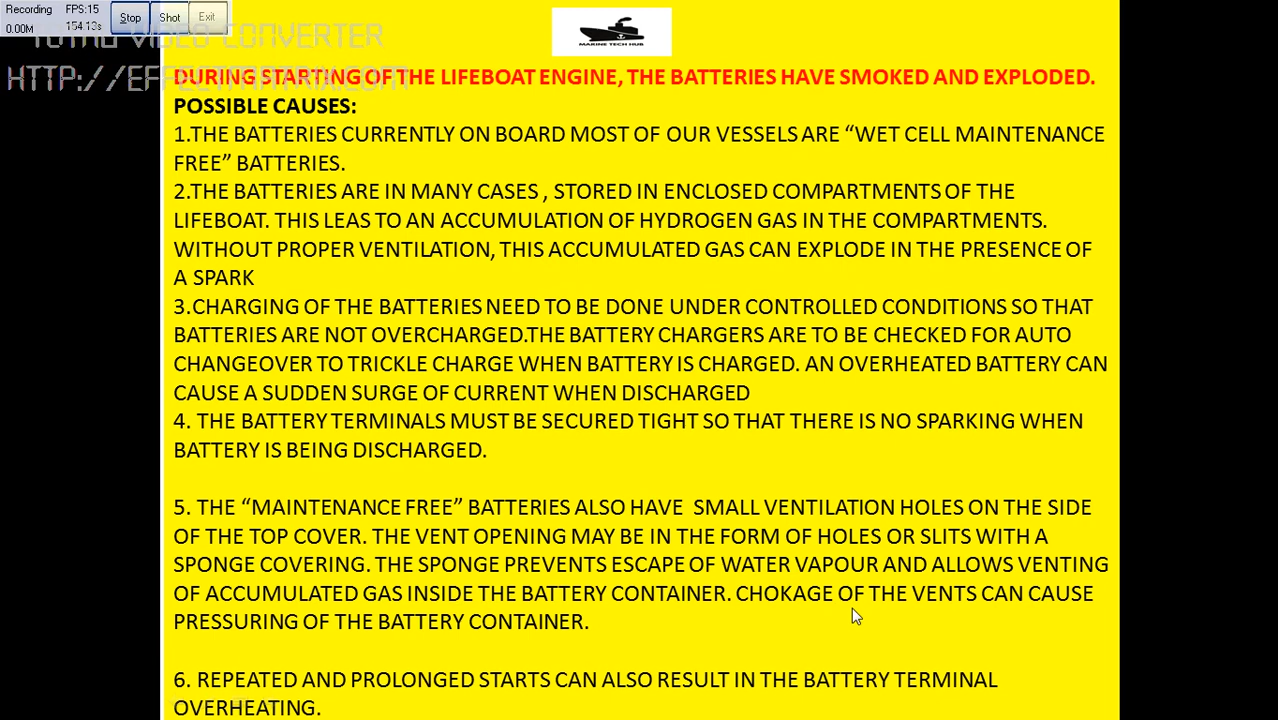 Recording FPS:15
0.00M 154.13s
Stop Shot Exit
TOTAL VIDEO CONVERTER
HTTP://EFFECTMATRIX.COM
MARINE TECH HUB
DURING STARTING OF THE LIFEBOAT ENGINE, THE BATTERIES HAVE SMOKED AND EXPLODED.
POSSIBLE CAUSES:
1.THE BATTERIES CURRENTLY ON BOARD MOST OF OUR VESSELS ARE “WET CELL MAINTENANCE
FREE” BATTERIES.
2.THE BATTERIES ARE IN MANY CASES , STORED IN ENCLOSED COMPARTMENTS OF THE
LIFEBOAT. THIS LEAS TO AN ACCUMULATION OF HYDROGEN GAS IN THE COMPARTMENTS.
WITHOUT PROPER VENTILATION, THIS ACCUMULATED GAS CAN EXPLODE IN THE PRESENCE OF
A SPARK
3.CHARGING OF THE BATTERIES NEED TO BE DONE UNDER CONTROLLED CONDITIONS SO THAT
BATTERIES ARE NOT OVERCHARGED.THE BATTERY CHARGERS ARE TO BE CHECKED FOR AUTO
CHANGEOVER TO TRICKLE CHARGE WHEN BATTERY IS CHARGED. AN OVERHEATED BATTERY CAN
CAUSE A SUDDEN SURGE OF CURRENT WHEN DISCHARGED
4. THE BATTERY TERMINALS MUST BE SECURED TIGHT SO THAT THERE IS NO SPARKING WHEN
BATTERY IS BEING DISCHARGED.
5. THE “MAINTENANCE FREE” BATTERIES ALSO HAVE SMALL VENTILATION HOLES ON THE SIDE
OF THE TOP COVER. THE VENT OPENING MAY BE IN THE FORM OF HOLES OR SLITS WITH A
SPONGE COVERING. THE SPONGE PREVENTS ESCAPE OF WATER VAPOUR AND ALLOWS VENTING
OF ACCUMULATED GAS INSIDE THE BATTERY CONTAINER. CHOKAGE OF THE VENTS CAN CAUSE
PRESSURING OF THE BATTERY CONTAINER.
6. REPEATED AND PROLONGED STARTS CAN ALSO RESULT IN THE BATTERY TERMINAL
OVERHEATING.